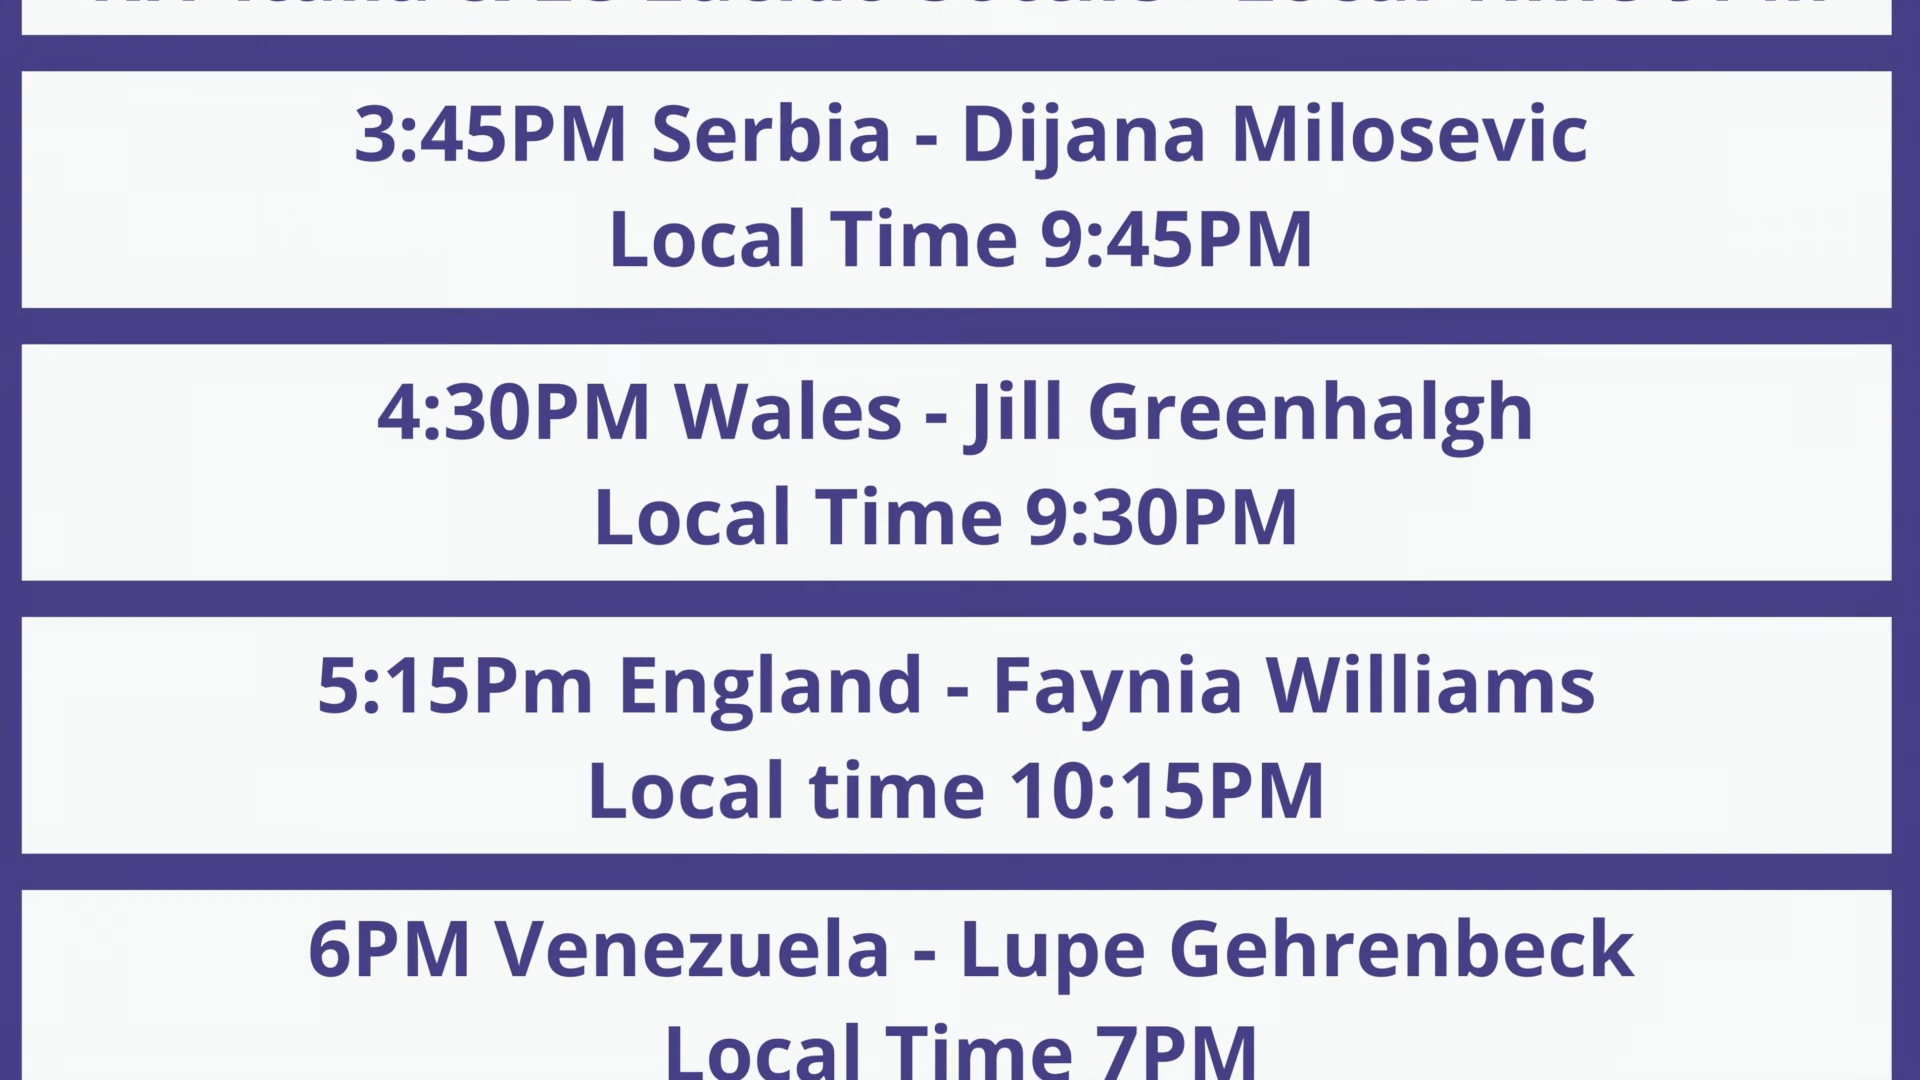 3:45PM Serbia - Dijana Milosevic
Local Time 9:45PM
4:30PM Wales - Jill Greenhalgh
Local Time 9:30PM
5:15Pm England - Faynia Williams
Local time 10:15PM
6PM Venezuela - Lupe Gehrenbeck
Local Time 7PM